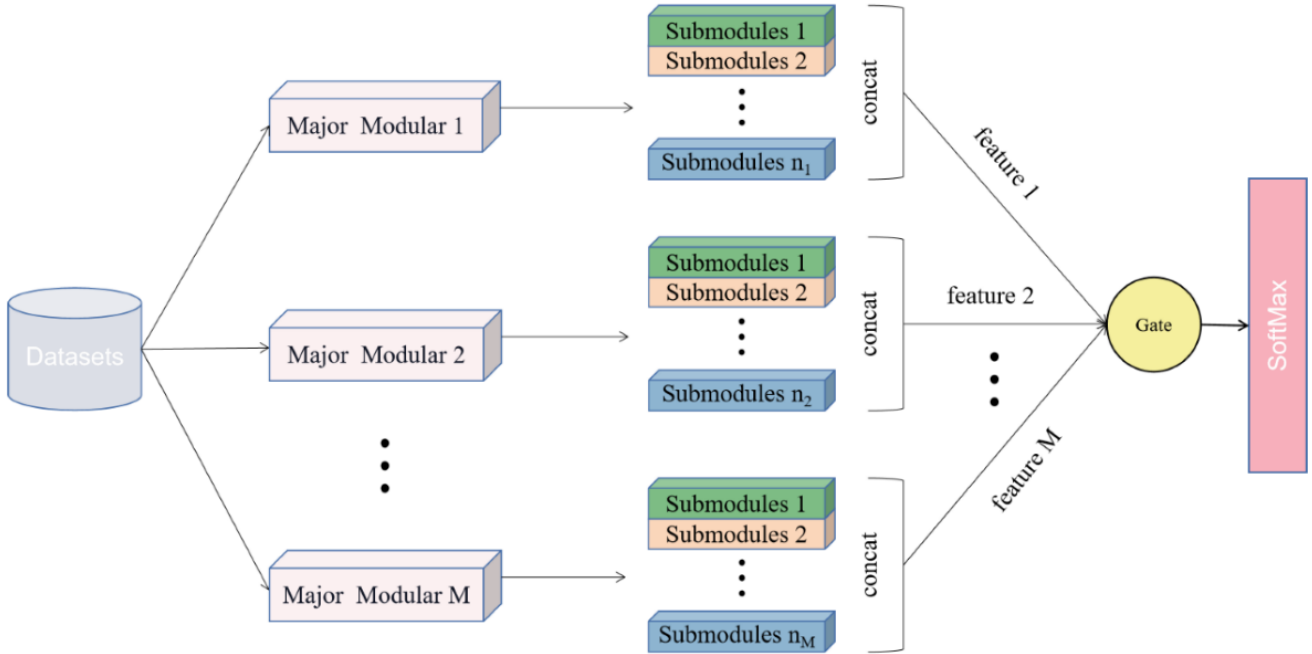 Submodules 1
Submodules 2
Submodules n₁
concat
Major Modular 1
feature 1
Datasets
Major Modular 2
Submodules 1
Submodules 2
Submodules n₂
concat
feature 2
Gate
SoftMax
Major Modular M
Submodules 1
Submodules 2
Submodules nM
concat
feature M